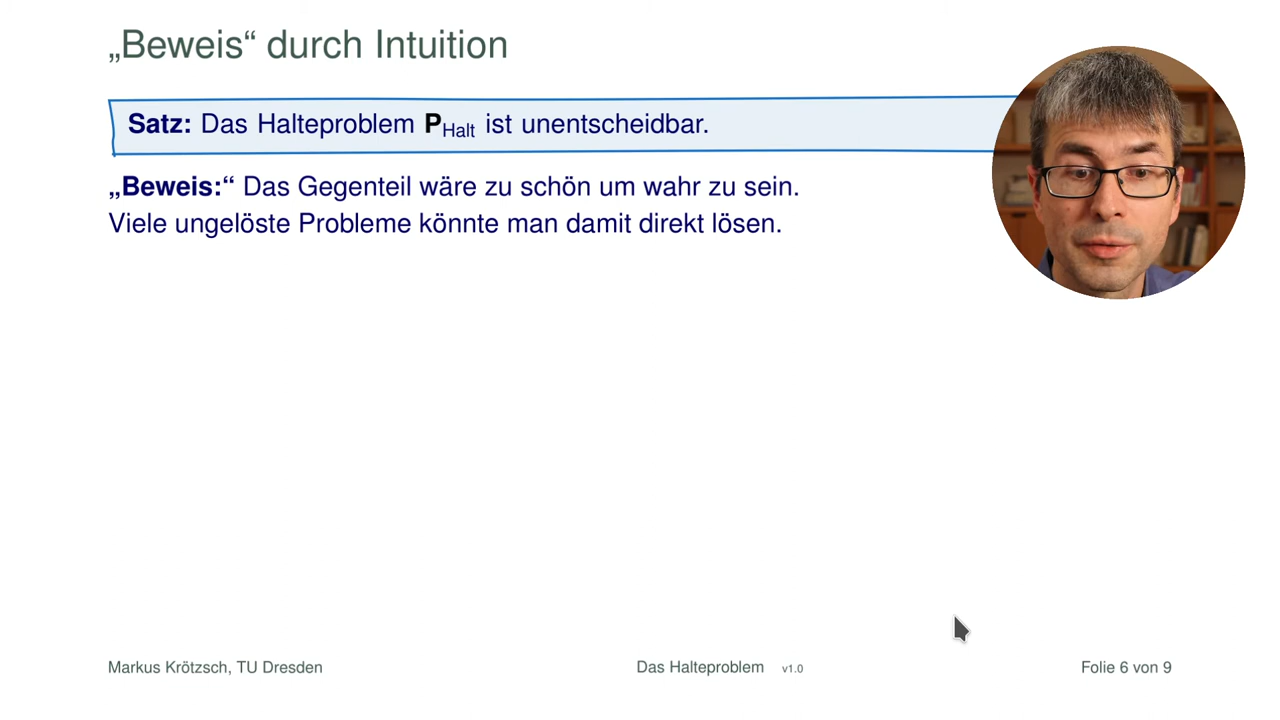 „Beweis“ durch Intuition
Satz: Das Halteproblem P_Halt ist unentscheidbar.
„Beweis:“ Das Gegenteil wäre zu schön um wahr zu sein.
Viele ungelöste Probleme könnte man damit direkt lösen.
Markus Krötzsch, TU Dresden Das Halteproblem v1.0 Folie 6 von 9